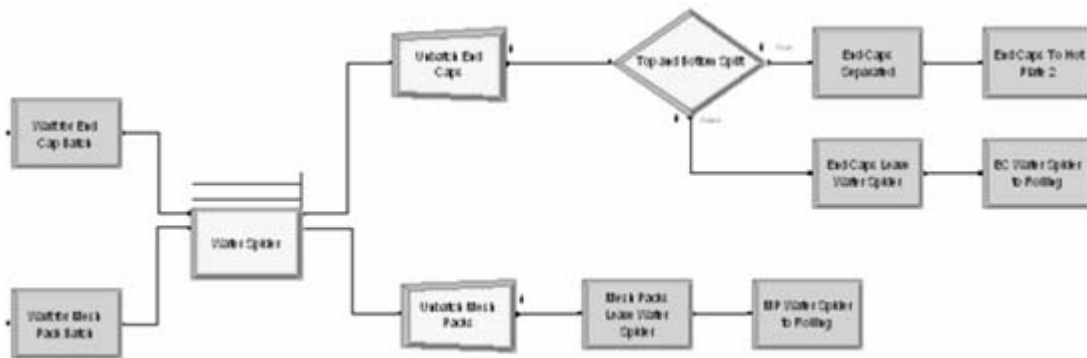 Unbatch End
Caps
Top and Bottom Split
True
End Caps
Separated
End Caps To Hot
Plate 2
False
Wait for End
Cap Batch
End Caps Leave
Water Spider
EC Water Spider
to Rolling
Water Spider
Wait for Mesh
Pack Batch
Unbatch Mesh
Packs
Mesh Packs
Leave Water
Spider
MP Water Spider
to Rolling